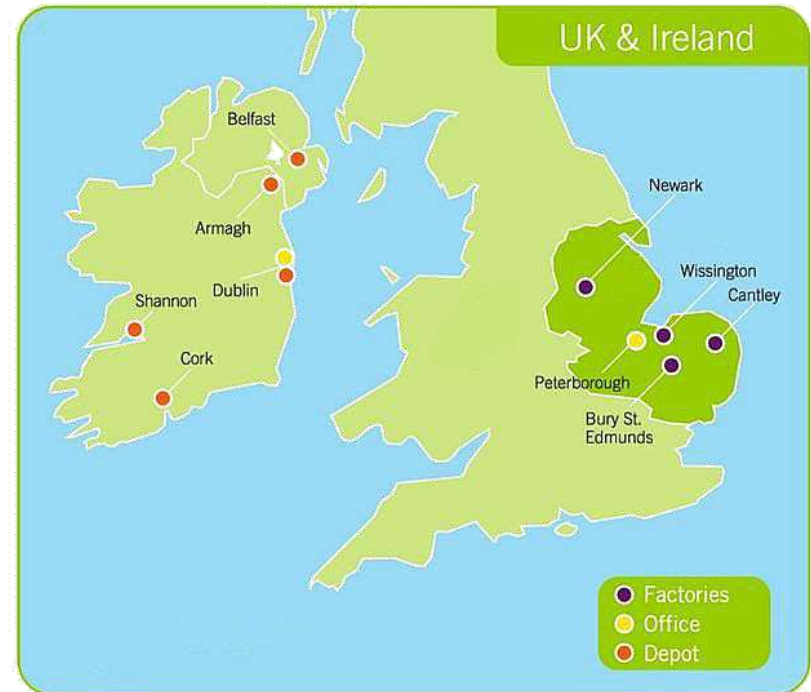 UK & Ireland
Belfast
Newark
Armagh
Wissington
Cantley
Dublin
Shannon
Cork
Peterborough
Bury St.
Edmunds
Factories
Office
Depot